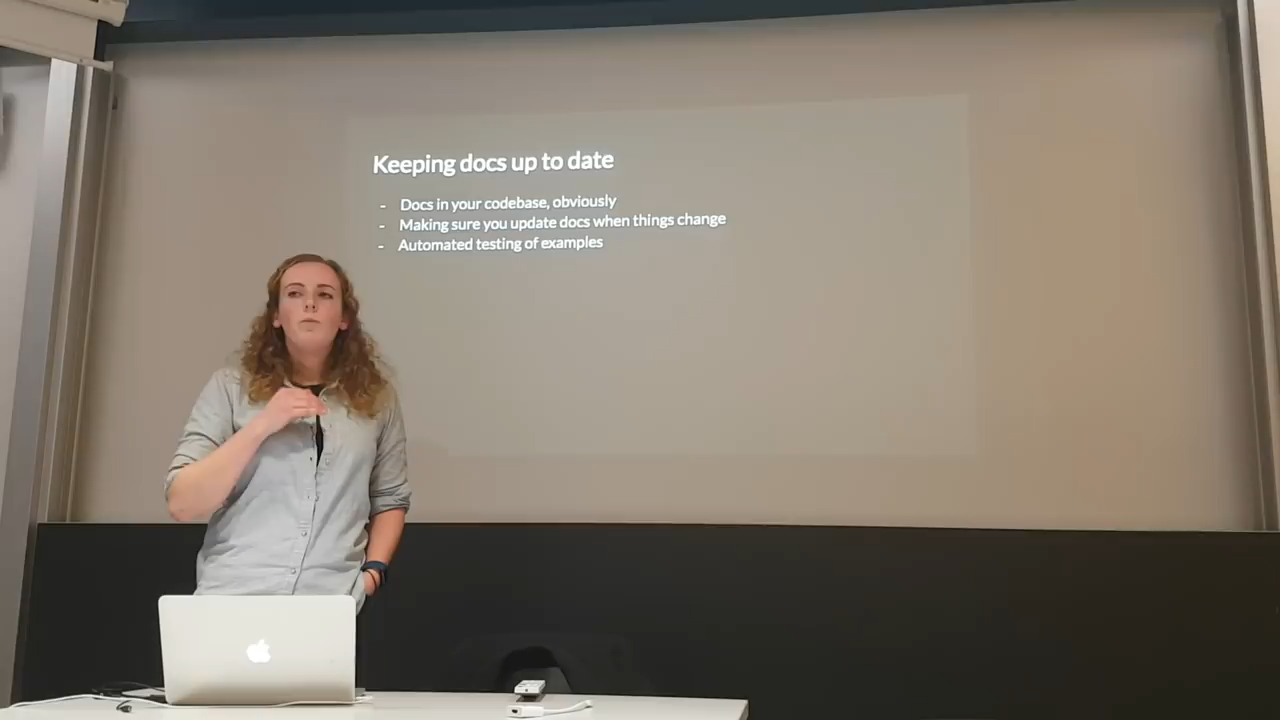 Keeping docs up to date
- Docs in your codebase, obviously
- Making sure you update docs when things change
- Automated testing of examples